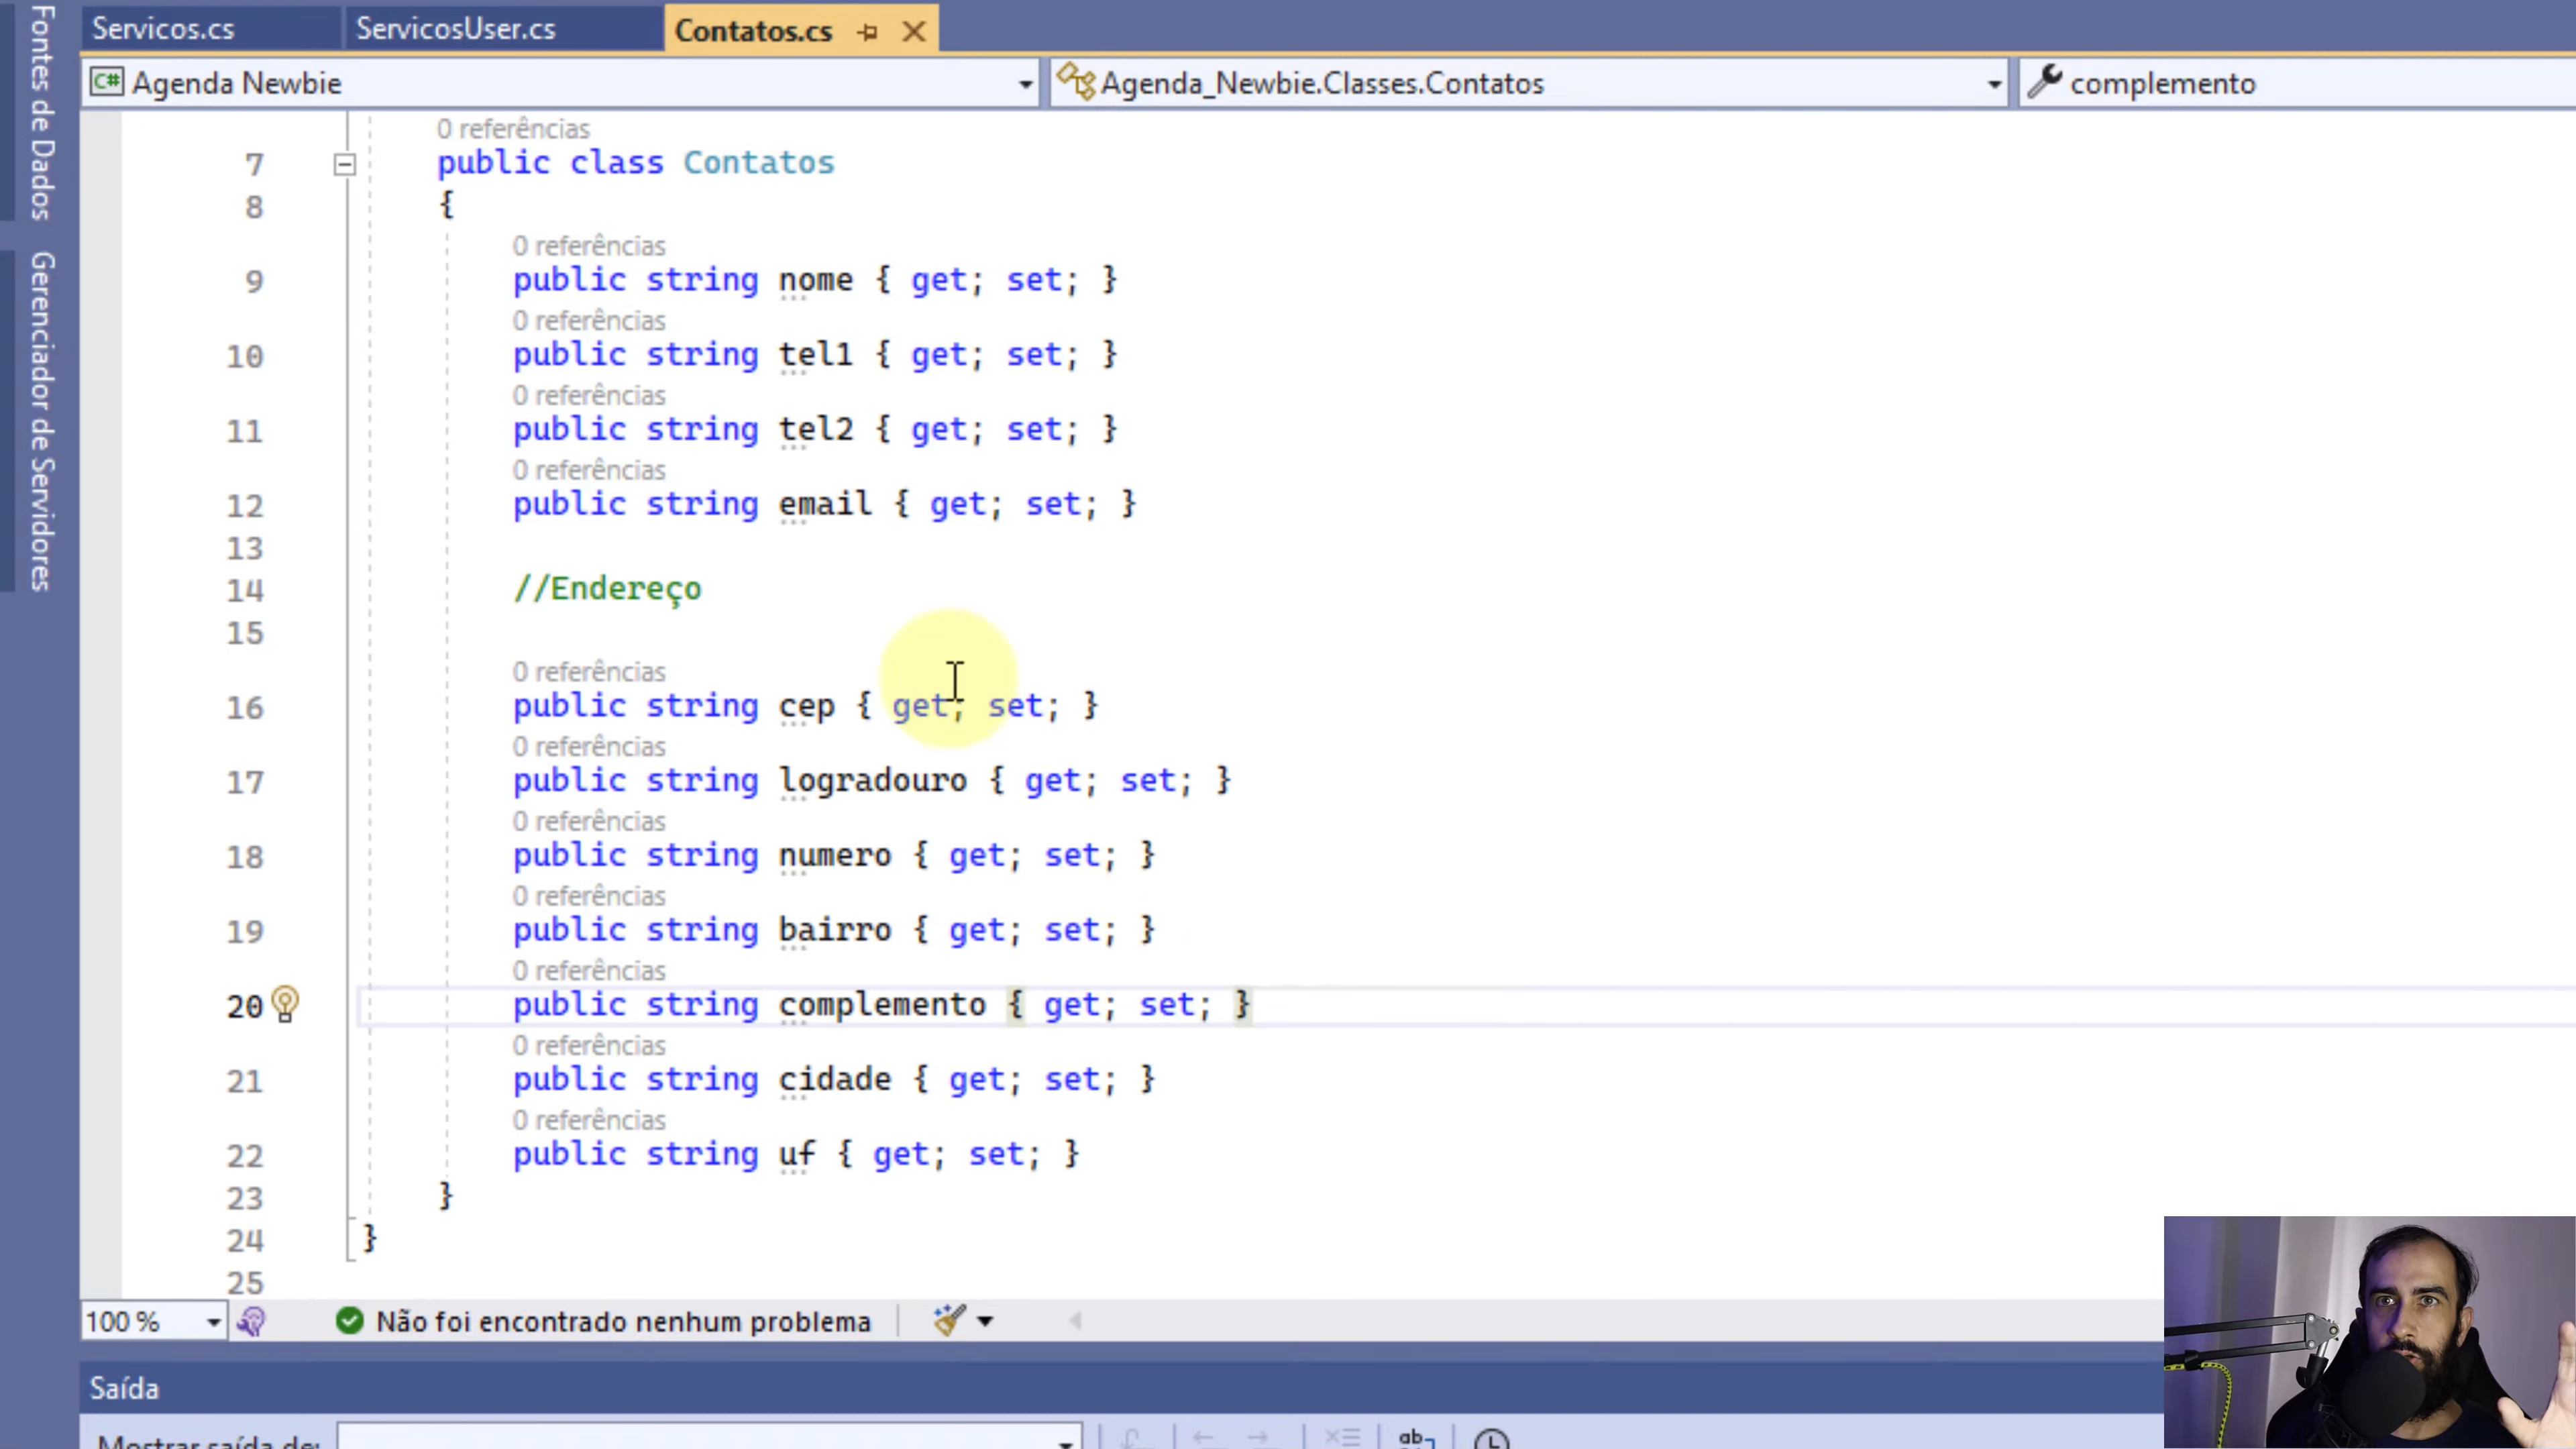 Fontes de Dados
Gerenciador de Servidores
Servicos.cs
ServicosUser.cs
Contatos.cs
C# Agenda Newbie
Agenda_Newbie.Classes.Contatos
complemento
0 referências
7 public class Contatos
8 {
0 referências
9 public string nome { get; set; }
0 referências
10 public string tel1 { get; set; }
0 referências
11 public string tel2 { get; set; }
0 referências
12 public string email { get; set; }
13
14 //Endereço
15
0 referências
16 public string cep { get; set; }
0 referências
17 public string logradouro { get; set; }
0 referências
18 public string numero { get; set; }
0 referências
19 public string bairro { get; set; }
0 referências
20 public string complemento { get; set; }
0 referências
21 public string cidade { get; set; }
0 referências
22 public string uf { get; set; }
23 }
24 }
25
100 %
Não foi encontrado nenhum problema
Saída
Mostrar saída de:
ab